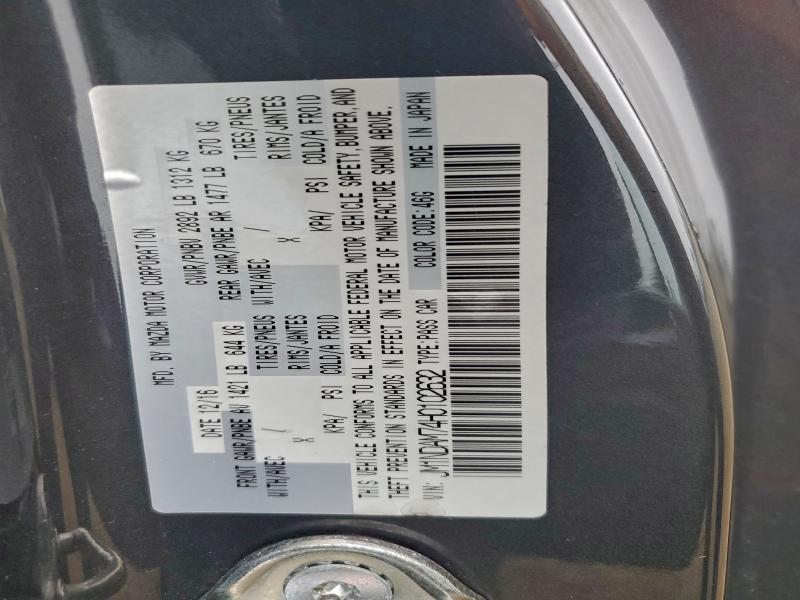 MFD. BY MAZDA MOTOR CORPORATION
DATE 12/16 GVWR/PNBV 2892 LB 1312 KG
FRONT GAWR/PNBE AV 1421 LB 644 KG REAR GAWR/PNBE AR 1477 LB 670 KG
WITH/AVEC TIRES/PNEUS WITH/AVEC TIRES/PNEUS
X RIMS/JANTES X RIMS/JANTES
KPA/ PSI COLD/A FROID KPA/ PSI COLD/A FROID
THIS VEHICLE CONFORMS TO ALL APPLICABLE FEDERAL MOTOR VEHICLE SAFETY, BUMPER, AND
THEFT PREVENTION STANDARDS IN EFFECT ON THE DATE OF MANUFACTURE SHOWN ABOVE.
COLOR CODE:46G MADE IN JAPAN
VIN: JM1NDAM74H0102632 TYPE:PASS CAR